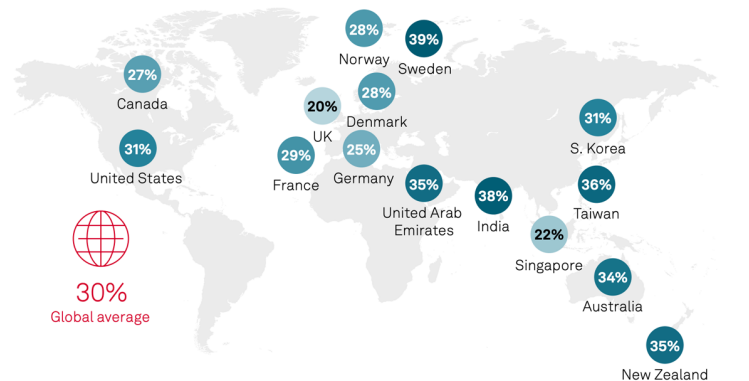 28%
Norway
39%
Sweden
27%
Canada
28%
Denmark
20%
UK
31%
S. Korea
31%
United States
29%
France
25%
Germany
35%
United Arab
Emirates
38%
India
36%
Taiwan
22%
Singapore
34%
Australia
30%
Global average
35%
New Zealand